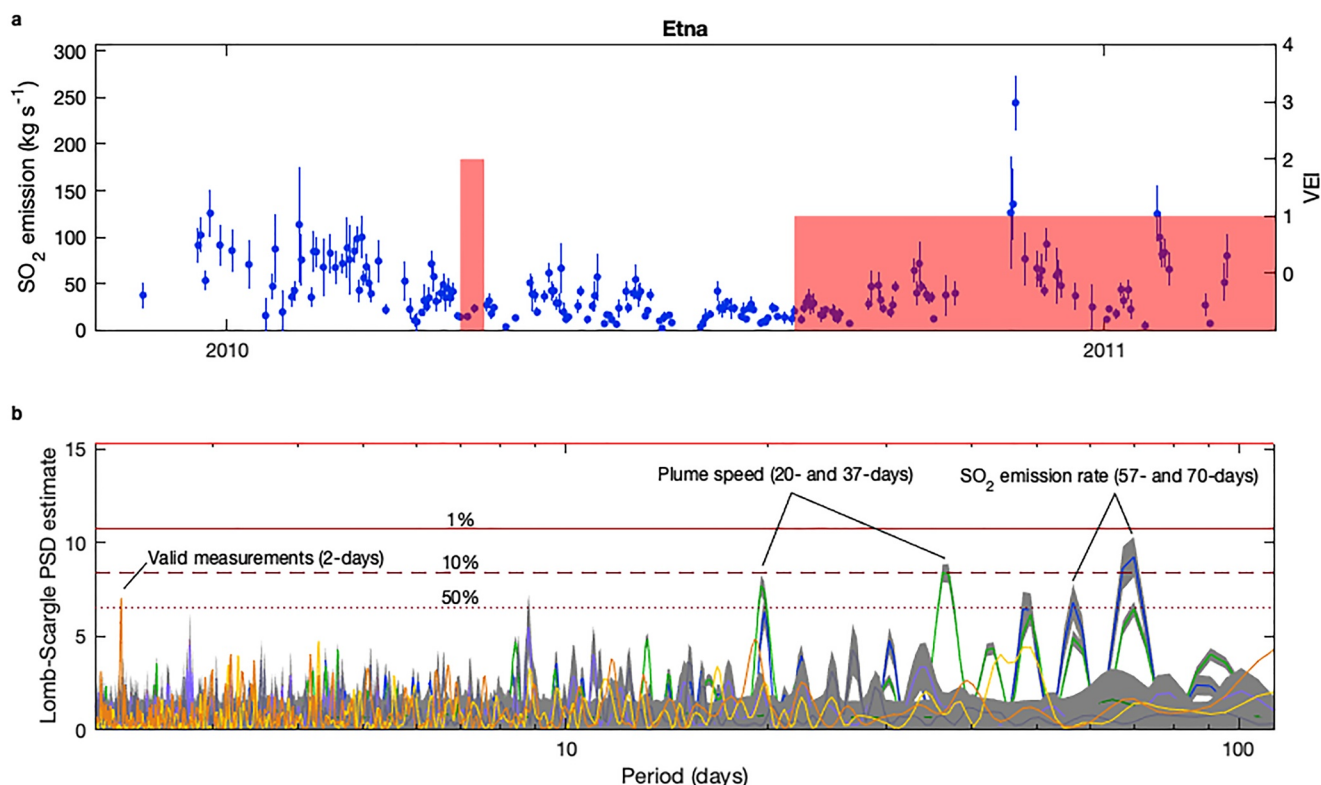 a
Etna
SO2 emission (kg s-1)
300
250
200
150
100
50
0
4
3
2
1
0
VEI
2010
2011
b
Lomb-Scargle PSD estimate
15
10
5
0
Plume speed (20- and 37-days)
SO2 emission rate (57- and 70-days)
1%
Valid measurements (2-days)
10%
50%
10
100
Period (days)